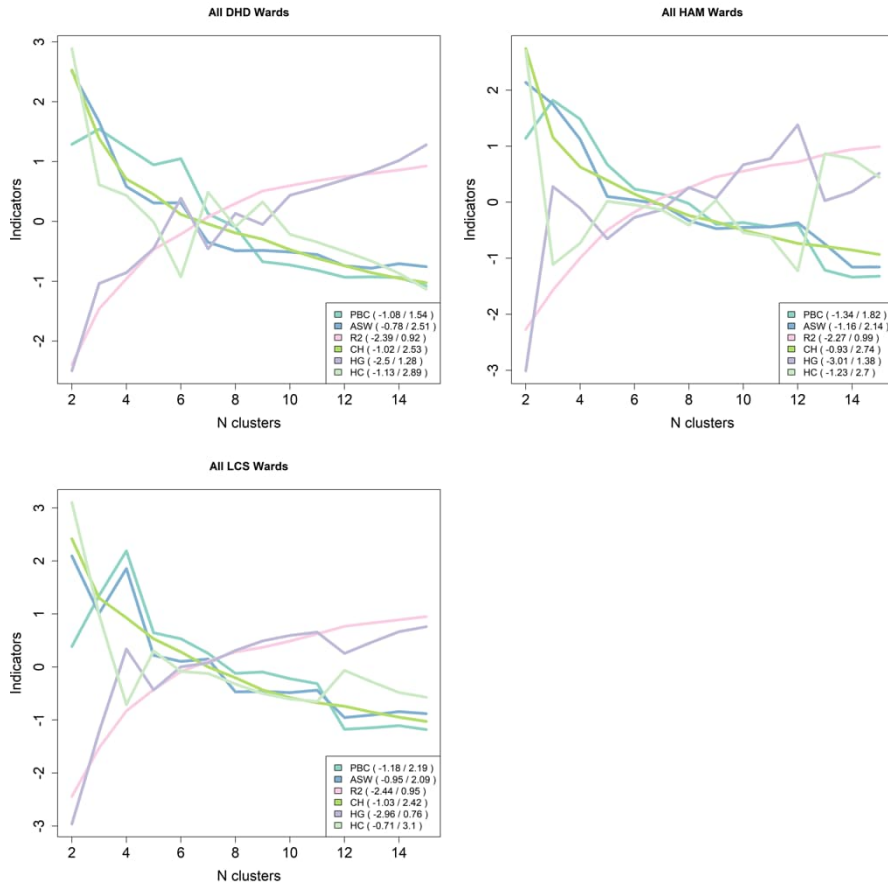 All DHD Wards
Indicators
3
2
1
0
-1
-2
2 4 6 8 10 12 14
N clusters
PBC ( -1.08 / 1.54 )
ASW ( -0.78 / 2.51 )
R2 ( -2.39 / 0.92 )
CH ( -1.02 / 2.53 )
HG ( -2.5 / 1.28 )
HC ( -1.13 / 2.89 )
All HAM Wards
Indicators
2
1
0
-1
-2
-3
2 4 6 8 10 12 14
N clusters
PBC ( -1.34 / 1.82 )
ASW ( -1.16 / 2.14 )
R2 ( -2.27 / 0.99 )
CH ( -0.93 / 2.74 )
HG ( -3.01 / 1.38 )
HC ( -1.23 / 2.7 )
All LCS Wards
Indicators
3
2
1
0
-1
-2
-3
2 4 6 8 10 12 14
N clusters
PBC ( -1.18 / 2.19 )
ASW ( -0.95 / 2.09 )
R2 ( -2.44 / 0.95 )
CH ( -1.03 / 2.42 )
HG ( -2.96 / 0.76 )
HC ( -0.71 / 3.1 )